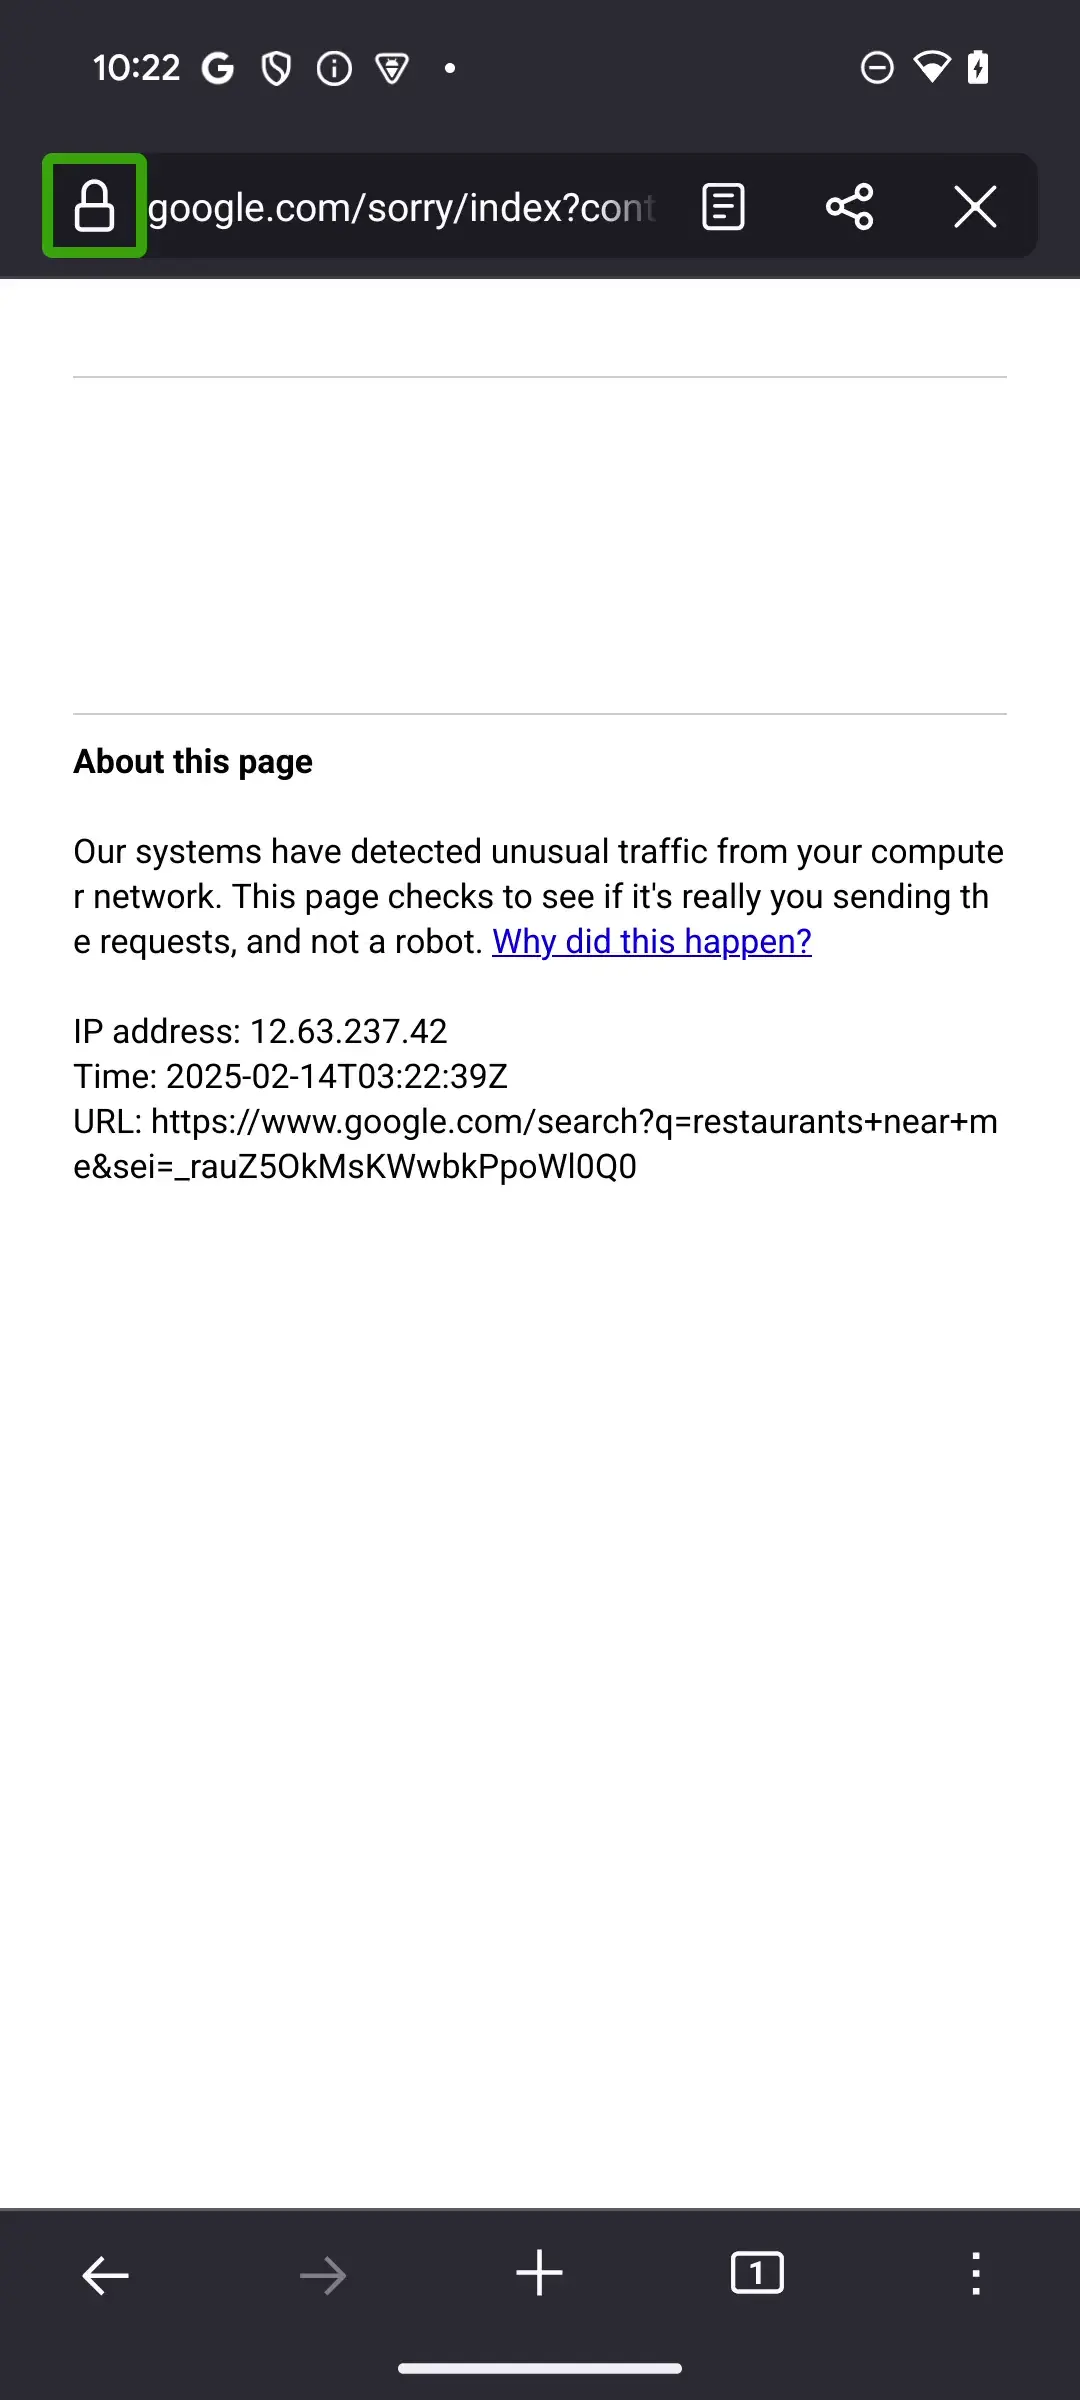 10:22
google.com/sorry/index?cont
About this page
Our systems have detected unusual traffic from your compute
r network. This page checks to see if it's really you sending th
e requests, and not a robot. Why did this happen?
IP address: 12.63.237.42
Time: 2025-02-14T03:22:39Z
URL: https://www.google.com/search?q=restaurants+near+m
e&sei=_rauZ5OkMsKWwbkPpoWl0Q0
1